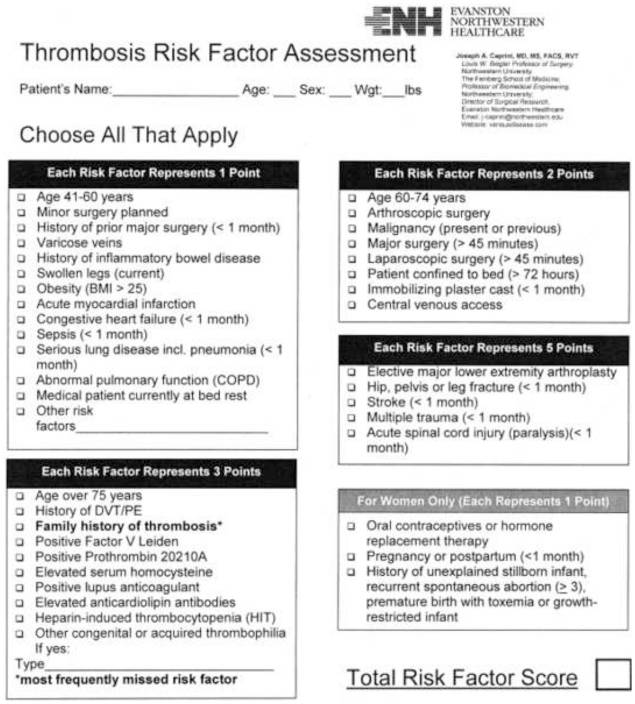 ENH
EVANSTON
NORTHWESTERN
HEALTHCARE
Thrombosis Risk Factor Assessment
Joseph A. Caprini, MD, MS, FACS, RVT
Louis W. Biegler Professor of Surgery
Northwestern University
The Feinberg School of Medicine;
Professor of Biomedical Engineering
Northwestern University;
Director of Surgical Research,
Evanston Northwestern Healthcare
Email: j-caprini@northwestern.edu
Website: venousdisease.com
Patient's Name:____________________ Age: ___ Sex: ___ Wgt:___lbs
Choose All That Apply
Each Risk Factor Represents 1 Point
Age 41-60 years
Minor surgery planned
History of prior major surgery (< 1 month)
Varicose veins
History of inflammatory bowel disease
Swollen legs (current)
Obesity (BMI > 25)
Acute myocardial infarction
Congestive heart failure (< 1 month)
Sepsis (< 1 month)
Serious lung disease incl. pneumonia (< 1
month)
Abnormal pulmonary function (COPD)
Medical patient currently at bed rest
Other risk
factors____________________
Each Risk Factor Represents 3 Points
Age over 75 years
History of DVT/PE
Family history of thrombosis*
Positive Factor V Leiden
Positive Prothrombin 20210A
Elevated serum homocysteine
Positive lupus anticoagulant
Elevated anticardiolipin antibodies
Heparin-induced thrombocytopenia (HIT)
Other congenital or acquired thrombophilia
If yes:
Type____________________
*most frequently missed risk factor
Each Risk Factor Represents 2 Points
Age 60-74 years
Arthroscopic surgery
Malignancy (present or previous)
Major surgery (> 45 minutes)
Laparoscopic surgery (> 45 minutes)
Patient confined to bed (> 72 hours)
Immobilizing plaster cast (< 1 month)
Central venous access
Each Risk Factor Represents 5 Points
Elective major lower extremity arthroplasty
Hip, pelvis or leg fracture (< 1 month)
Stroke (< 1 month)
Multiple trauma (< 1 month)
Acute spinal cord injury (paralysis)(< 1
month)
For Women Only (Each Represents 1 Point)
Oral contraceptives or hormone
replacement therapy
Pregnancy or postpartum (<1 month)
History of unexplained stillborn infant,
recurrent spontaneous abortion (≥ 3),
premature birth with toxemia or growth-
restricted infant
Total Risk Factor Score